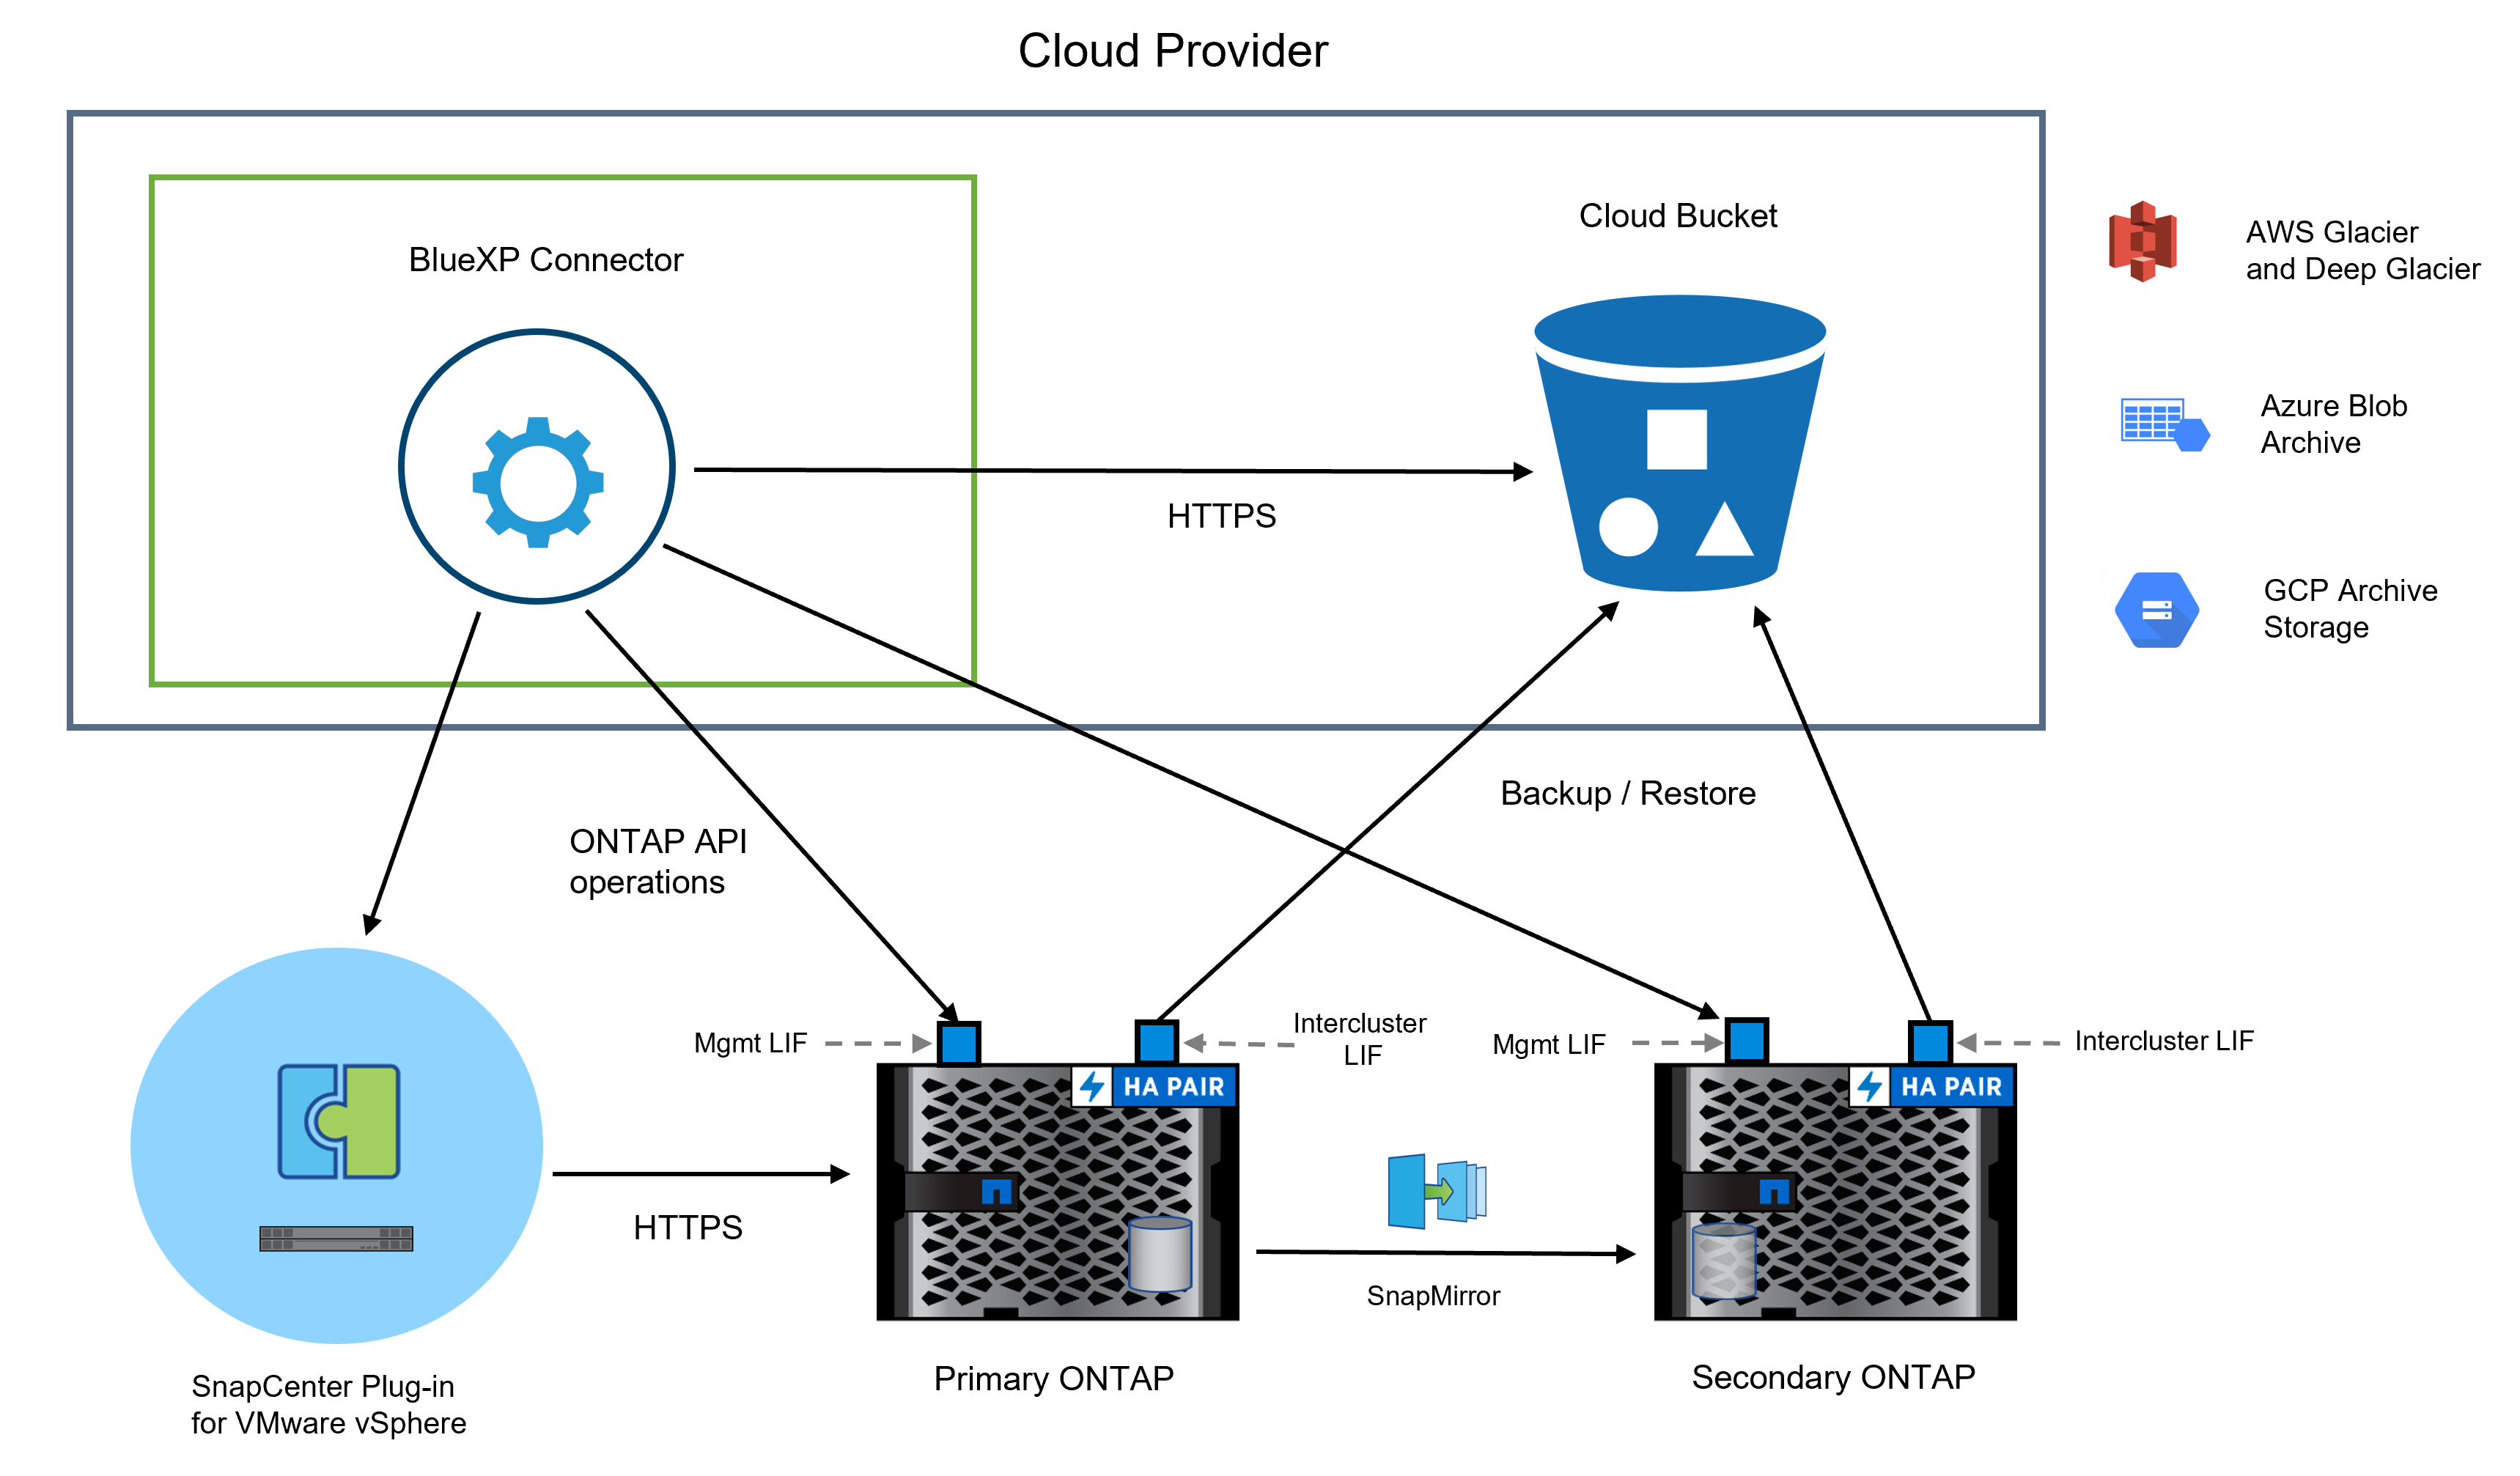 Cloud Provider
BlueXP Connector
Cloud Bucket
AWS Glacier
and Deep Glacier
Azure Blob
Archive
HTTPS
GCP Archive
Storage
Backup / Restore
ONTAP API
operations
Mgmt LIF
Intercluster
LIF
Mgmt LIF
Intercluster LIF
HA PAIR
HA PAIR
HTTPS
SnapMirror
SnapCenter Plug-in
for VMware vSphere
Primary ONTAP
Secondary ONTAP